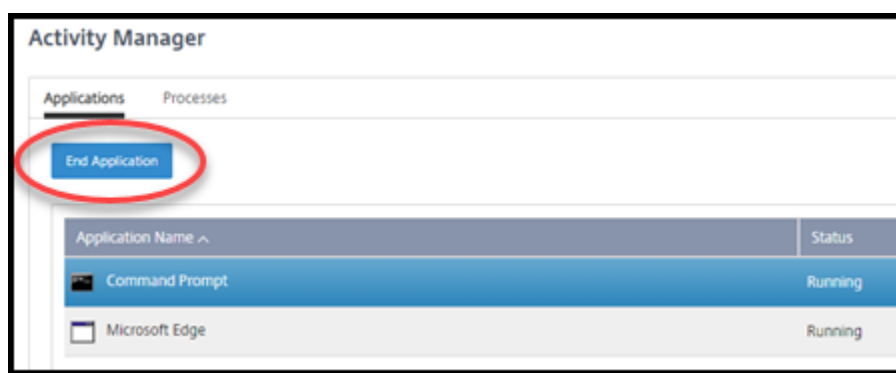 Activity Manager
Applications Processes
End Application
Application Name Status
Command Prompt Running
Microsoft Edge Running